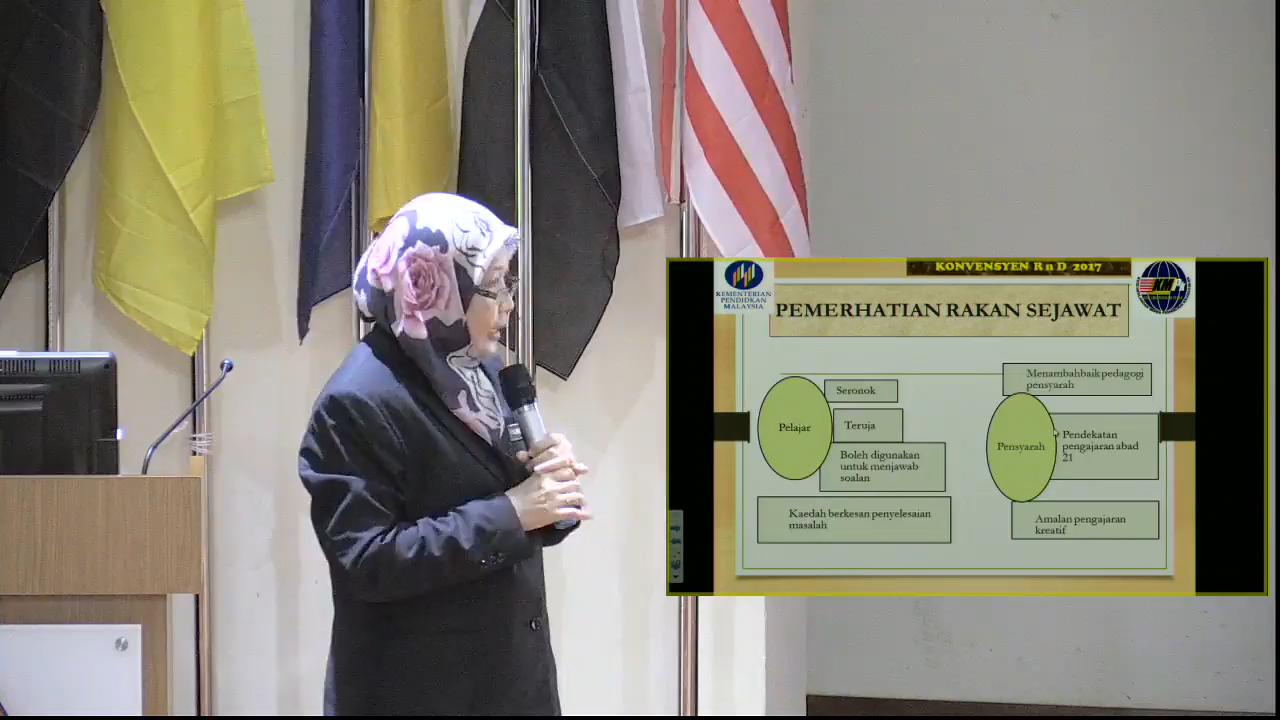 KONVENSYEN R n D 2017
KEMENTERIAN
PENDIDIKAN
MALAYSIA
PEMERHATIAN RAKAN SEJAWAT
Pelajar
Seronok
Teruja
Boleh digunakan
untuk menjawab
soalan
Kaedah berkesan penyelesaian
masalah
Menambahbaik pedagogi
pensyarah
Pensyarah
Pendekatan
pengajaran abad
21
Amalan pengajaran
kreatif